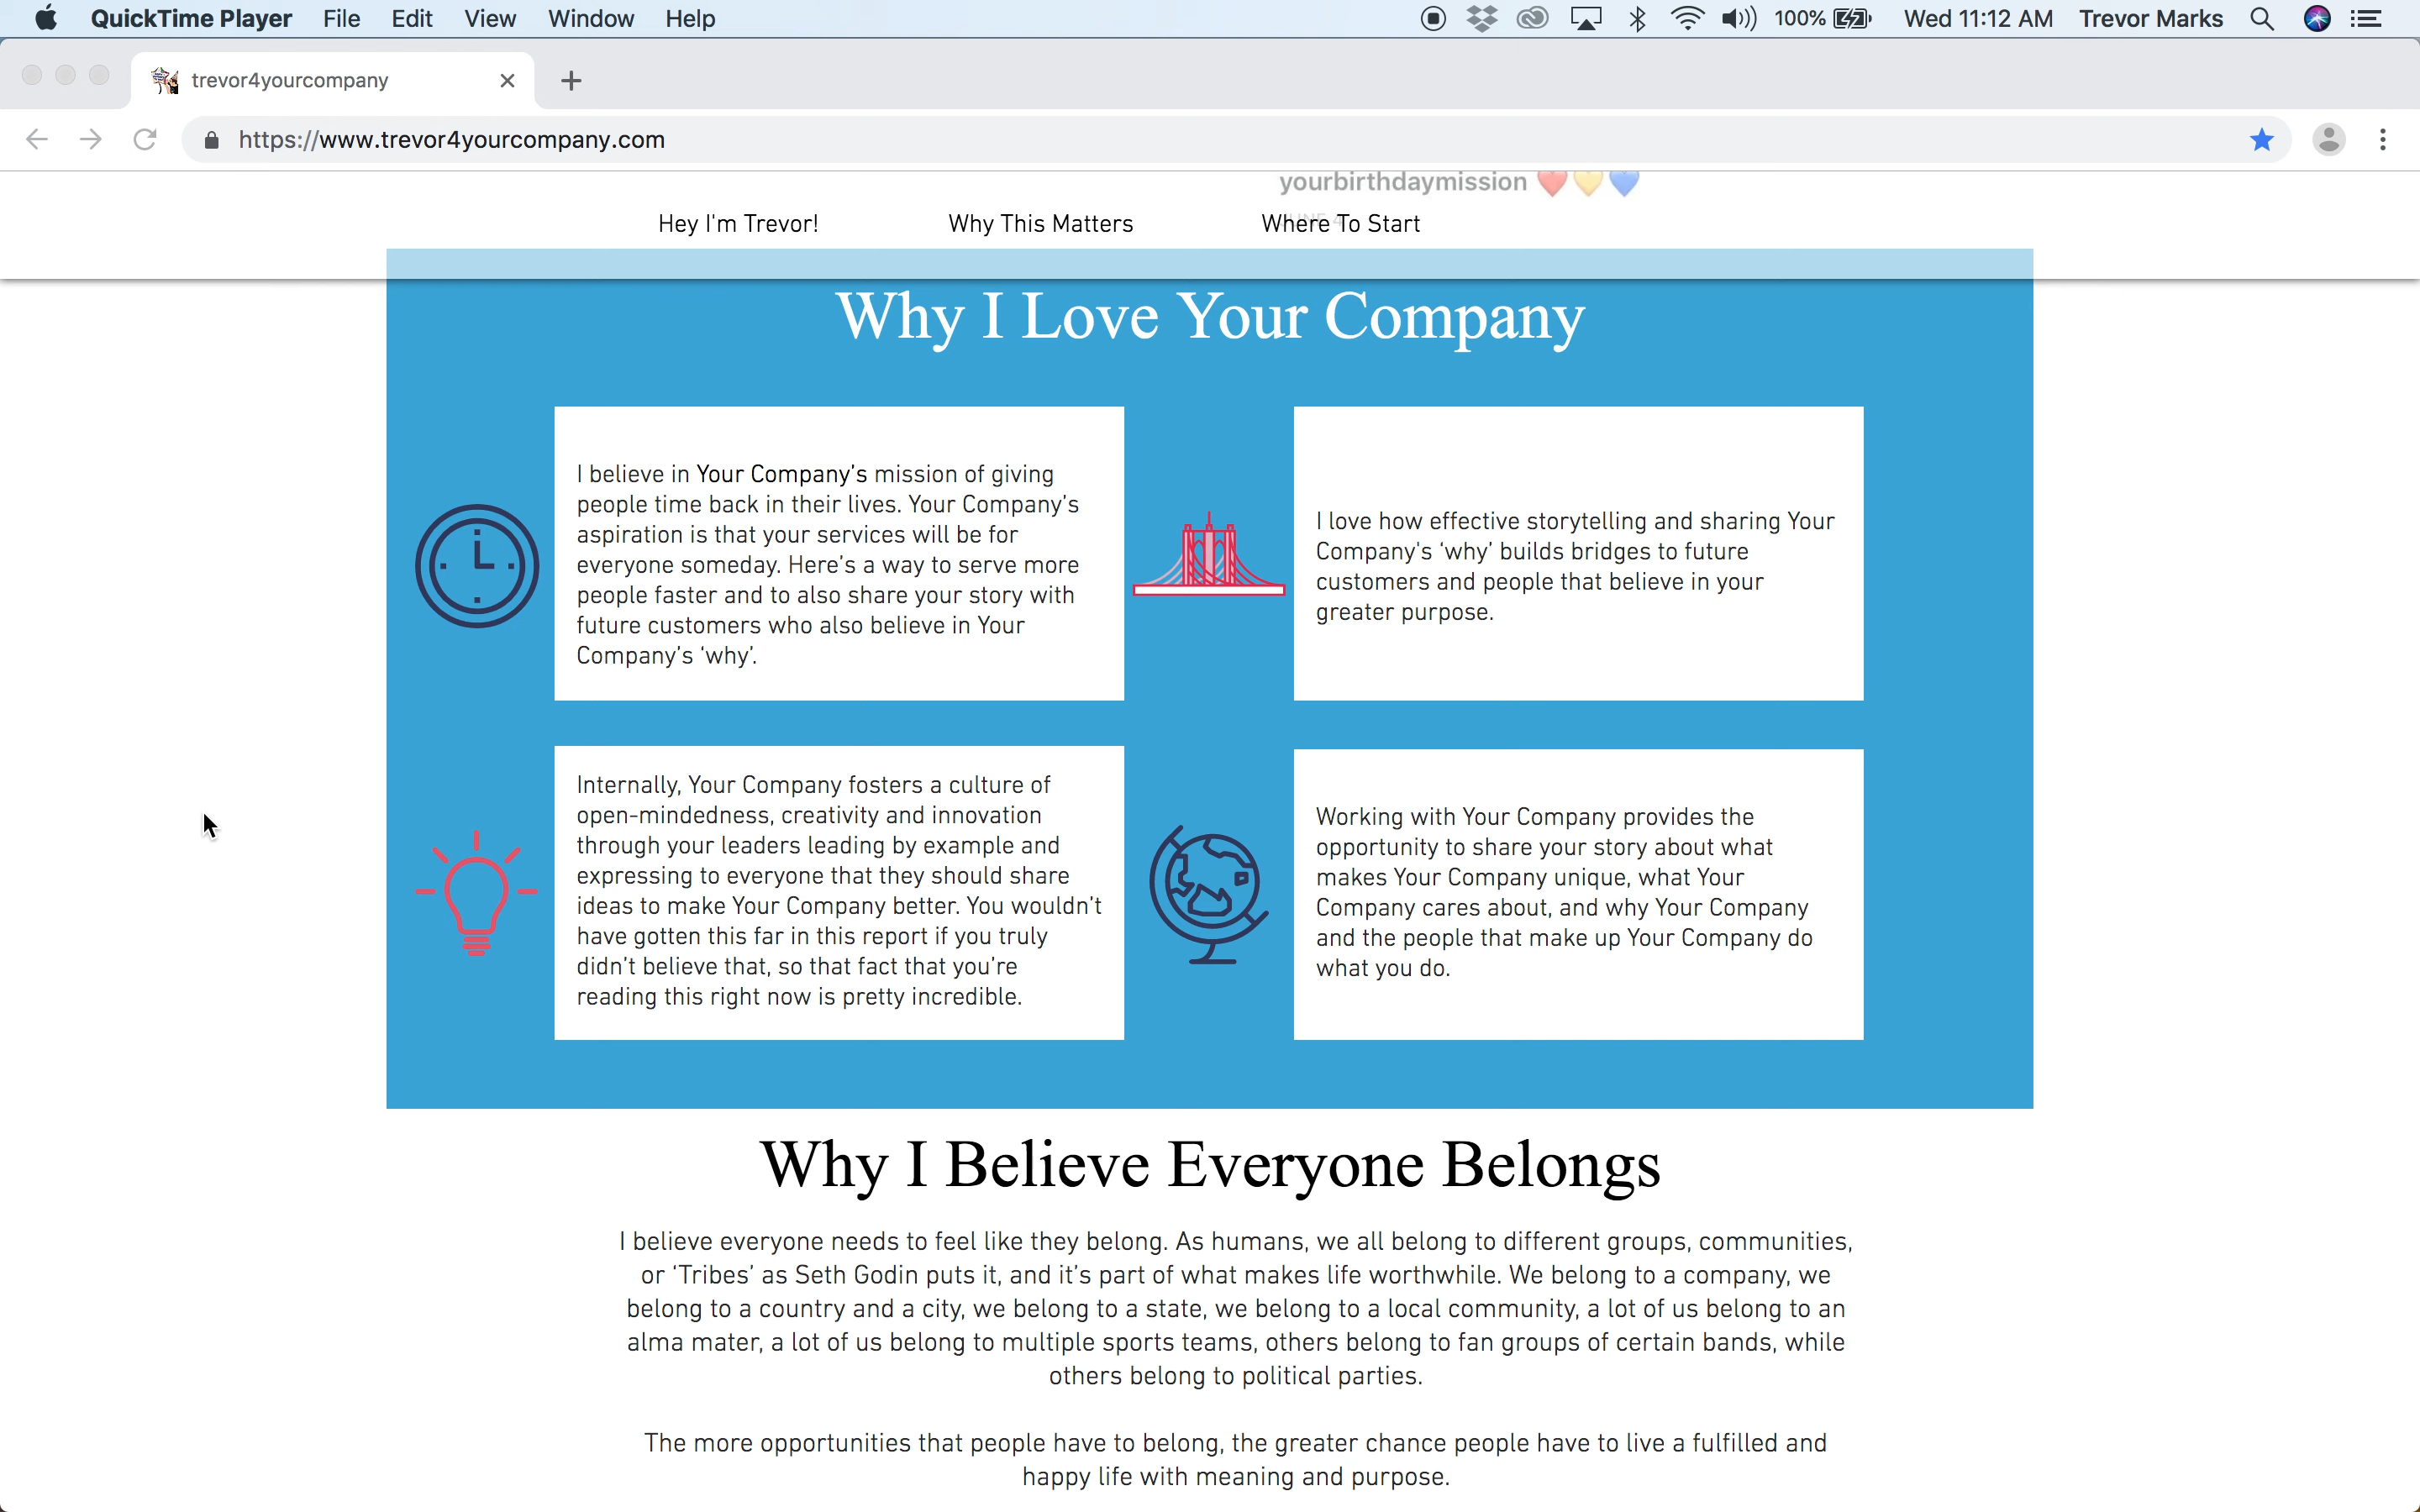 QuickTime Player File Edit View Window Help 100% Wed 11:12 AM Trevor Marks
trevor4yourcompany
https://www.trevor4yourcompany.com
yourbirthdaymission ❤️💛💙
JUNE 4
Hey I'm Trevor! Why This Matters Where To Start
Why I Love Your Company
I believe in Your Company's mission of giving
people time back in their lives. Your Company's
aspiration is that your services will be for
everyone someday. Here's a way to serve more
people faster and to also share your story with
future customers who also believe in Your
Company's ‘why’.
I love how effective storytelling and sharing Your
Company's ‘why’ builds bridges to future
customers and people that believe in your
greater purpose.
Internally, Your Company fosters a culture of
open-mindedness, creativity and innovation
through your leaders leading by example and
expressing to everyone that they should share
ideas to make Your Company better. You wouldn't
have gotten this far in this report if you truly
didn't believe that, so that fact that you're
reading this right now is pretty incredible.
Working with Your Company provides the
opportunity to share your story about what
makes Your Company unique, what Your
Company cares about, and why Your Company
and the people that make up Your Company do
what you do.
Why I Believe Everyone Belongs
I believe everyone needs to feel like they belong. As humans, we all belong to different groups, communities,
or ‘Tribes’ as Seth Godin puts it, and it's part of what makes life worthwhile. We belong to a company, we
belong to a country and a city, we belong to a state, we belong to a local community, a lot of us belong to an
alma mater, a lot of us belong to multiple sports teams, others belong to fan groups of certain bands, while
others belong to political parties.
The more opportunities that people have to belong, the greater chance people have to live a fulfilled and
happy life with meaning and purpose.